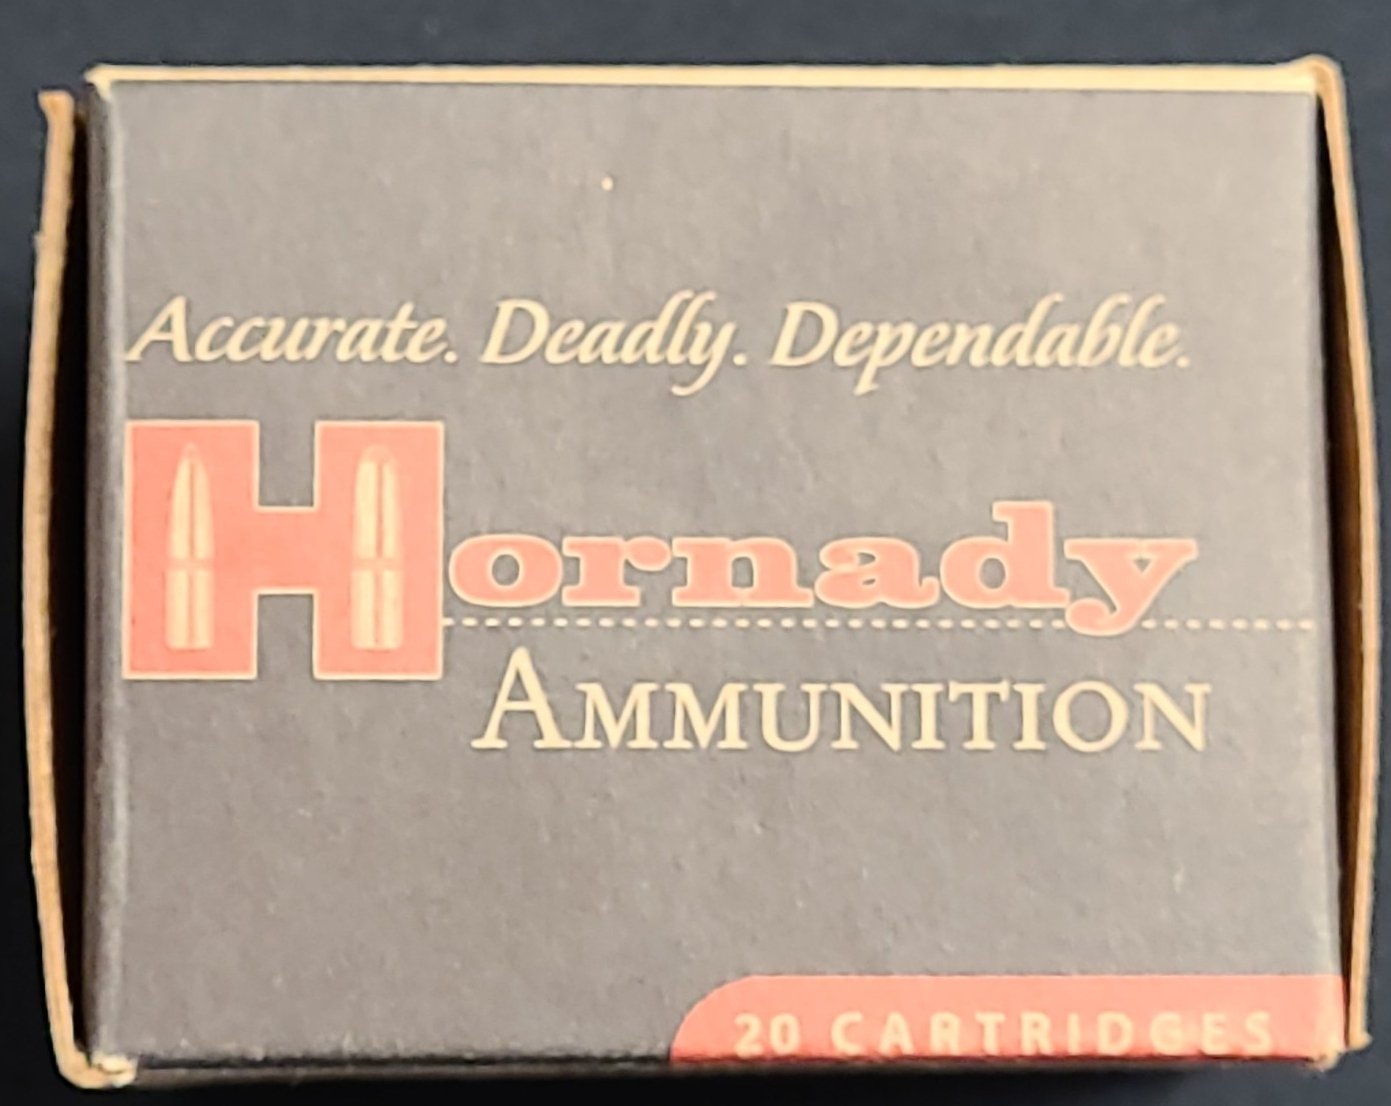 Accurate. Deadly. Dependable.
Hornady
AMMUNITION
20 CARTRIDGES